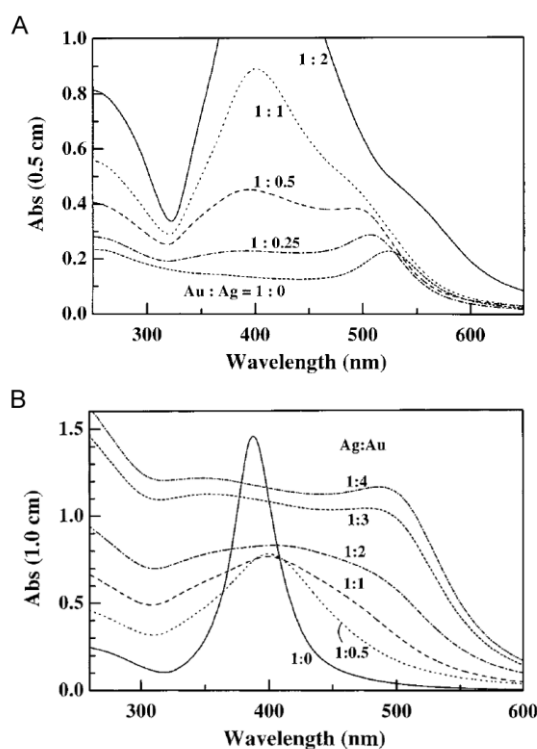 A
1.0
0.8
0.6
0.4
0.2
0.0
Abs (0.5 cm)
1 : 2
1 : 1
1 : 0.5
1 : 0.25
Au : Ag = 1 : 0
300 400 500 600
Wavelength (nm)
B
1.5
1.0
0.5
0.0
Abs (1.0 cm)
Ag:Au
1:4
1:3
1:2
1:1
1:0.5
1:0
300 400 500 600
Wavelength (nm)